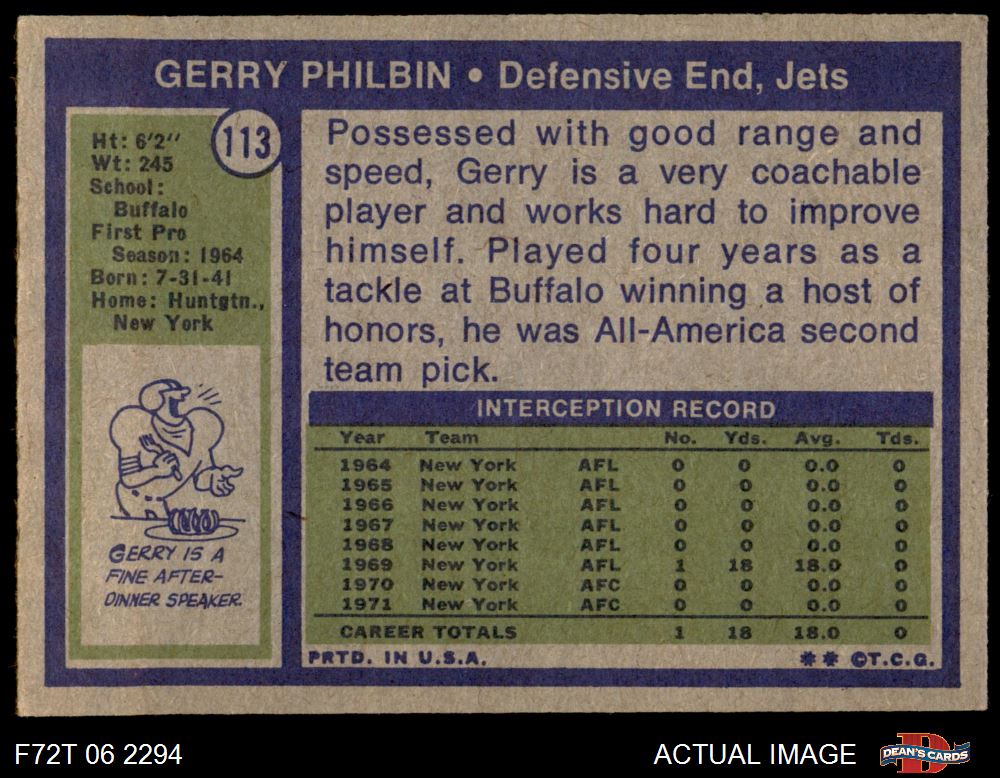 GERRY PHILBIN • Defensive End, Jets
113
Ht: 6'2''
Wt: 245
School:
Buffalo
First Pro
Season: 1964
Born: 7-31-41
Home: Huntgtn.,
New York
GERRY IS A
FINE AFTER-
DINNER SPEAKER.
Possessed with good range and
speed, Gerry is a very coachable
player and works hard to improve
himself. Played four years as a
tackle at Buffalo winning a host of
honors, he was All-America second
team pick.
INTERCEPTION RECORD
Year Team No. Yds. Avg. Tds.
1964 New York AFL 0 0 0.0 0
1965 New York AFL 0 0 0.0 0
1966 New York AFL 0 0 0.0 0
1967 New York AFL 0 0 0.0 0
1968 New York AFL 0 0 0.0 0
1969 New York AFL 1 18 18.0 0
1970 New York AFC 0 0 0.0 0
1971 New York AFC 0 0 0.0 0
CAREER TOTALS 1 18 18.0 0
PRTD. IN U.S.A. ** ©T.C.G.
F72T 06 2294 ACTUAL IMAGE DEAN'S CARDS